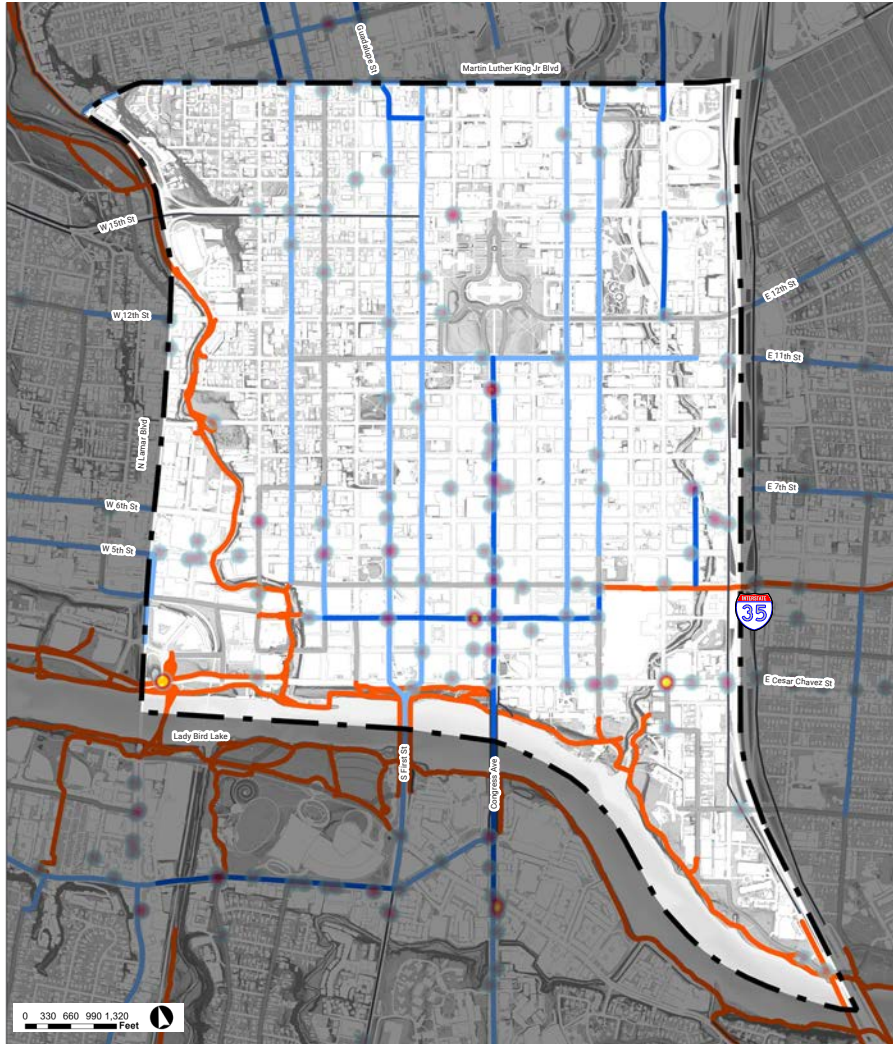 Guadalupe St
Martin Luther King Jr Blvd
W 15th St
W 12th St
E 12th St
E 11th St
N Lamar Blvd
W 6th St
E 7th St
W 5th St
INTERSTATE
35
E Cesar Chavez St
Lady Bird Lake
S First St
Congress Ave
0 330 660 990 1,320
Feet